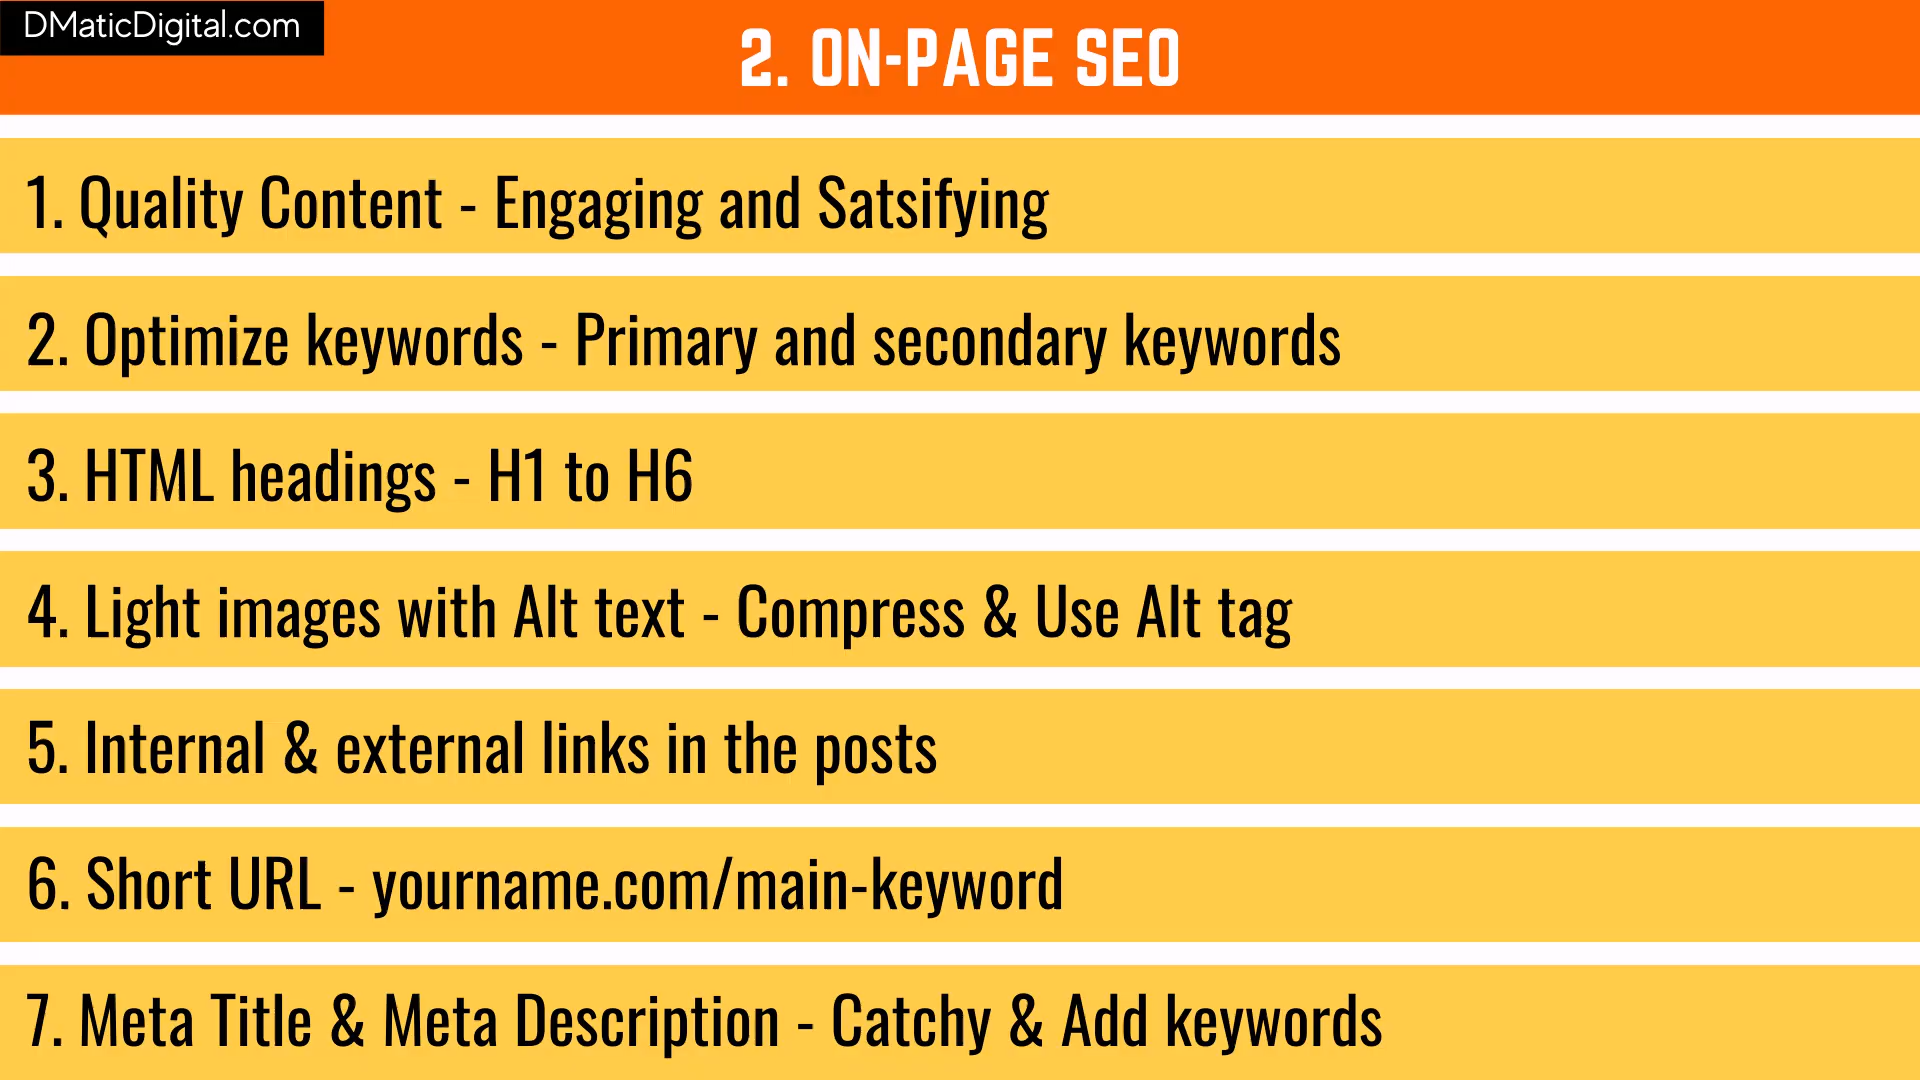 DMaticDigital.com
2. ON-PAGE SEO
1. Quality Content - Engaging and Satsifying
2. Optimize keywords - Primary and secondary keywords
3. HTML headings - H1 to H6
4. Light images with Alt text - Compress & Use Alt tag
5. Internal & external links in the posts
6. Short URL - yourname.com/main-keyword
7. Meta Title & Meta Description - Catchy & Add keywords